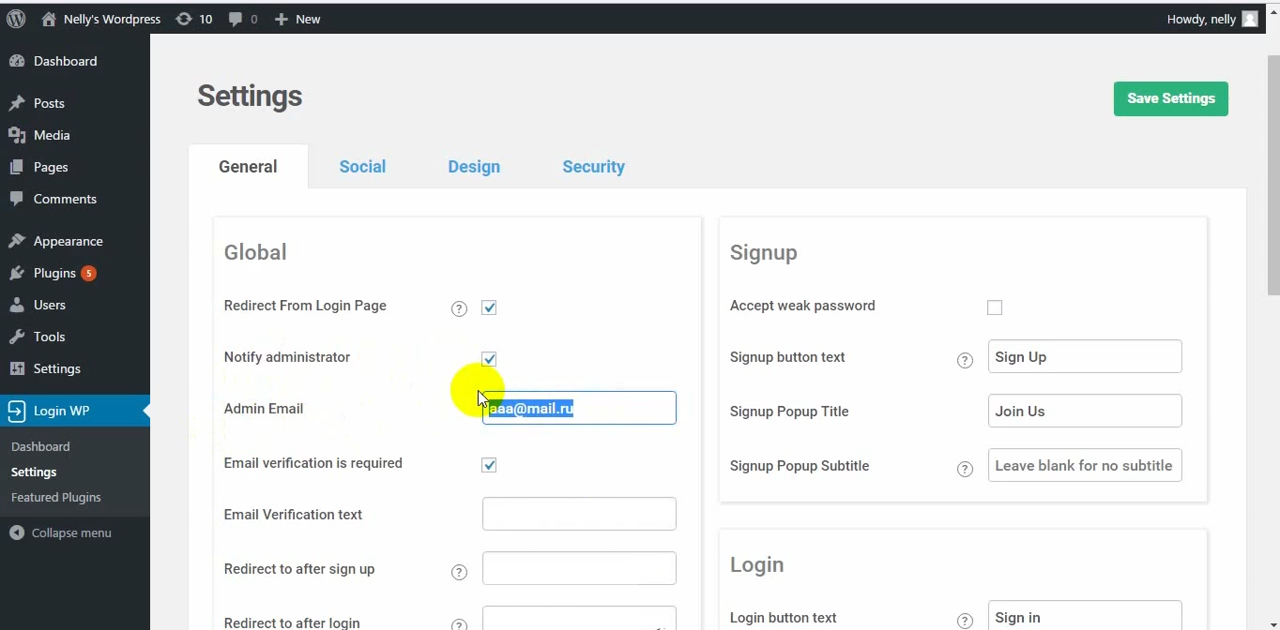 Nelly's Wordpress 10 0 New Howdy, nelly
Dashboard
Posts
Media
Pages
Comments
Appearance
Plugins 5
Users
Tools
Settings
Login WP
Dashboard
Settings
Featured Plugins
Collapse menu
Settings
Save Settings
General Social Design Security
Global
Redirect From Login Page ?
Notify administrator
Admin Email aaa@mail.ru
Email verification is required
Email Verification text
Redirect to after sign up ?
Redirect to after login ?
Signup
Accept weak password
Signup button text ? Sign Up
Signup Popup Title Join Us
Signup Popup Subtitle ? Leave blank for no subtitle
Login
Login button text ? Sign in